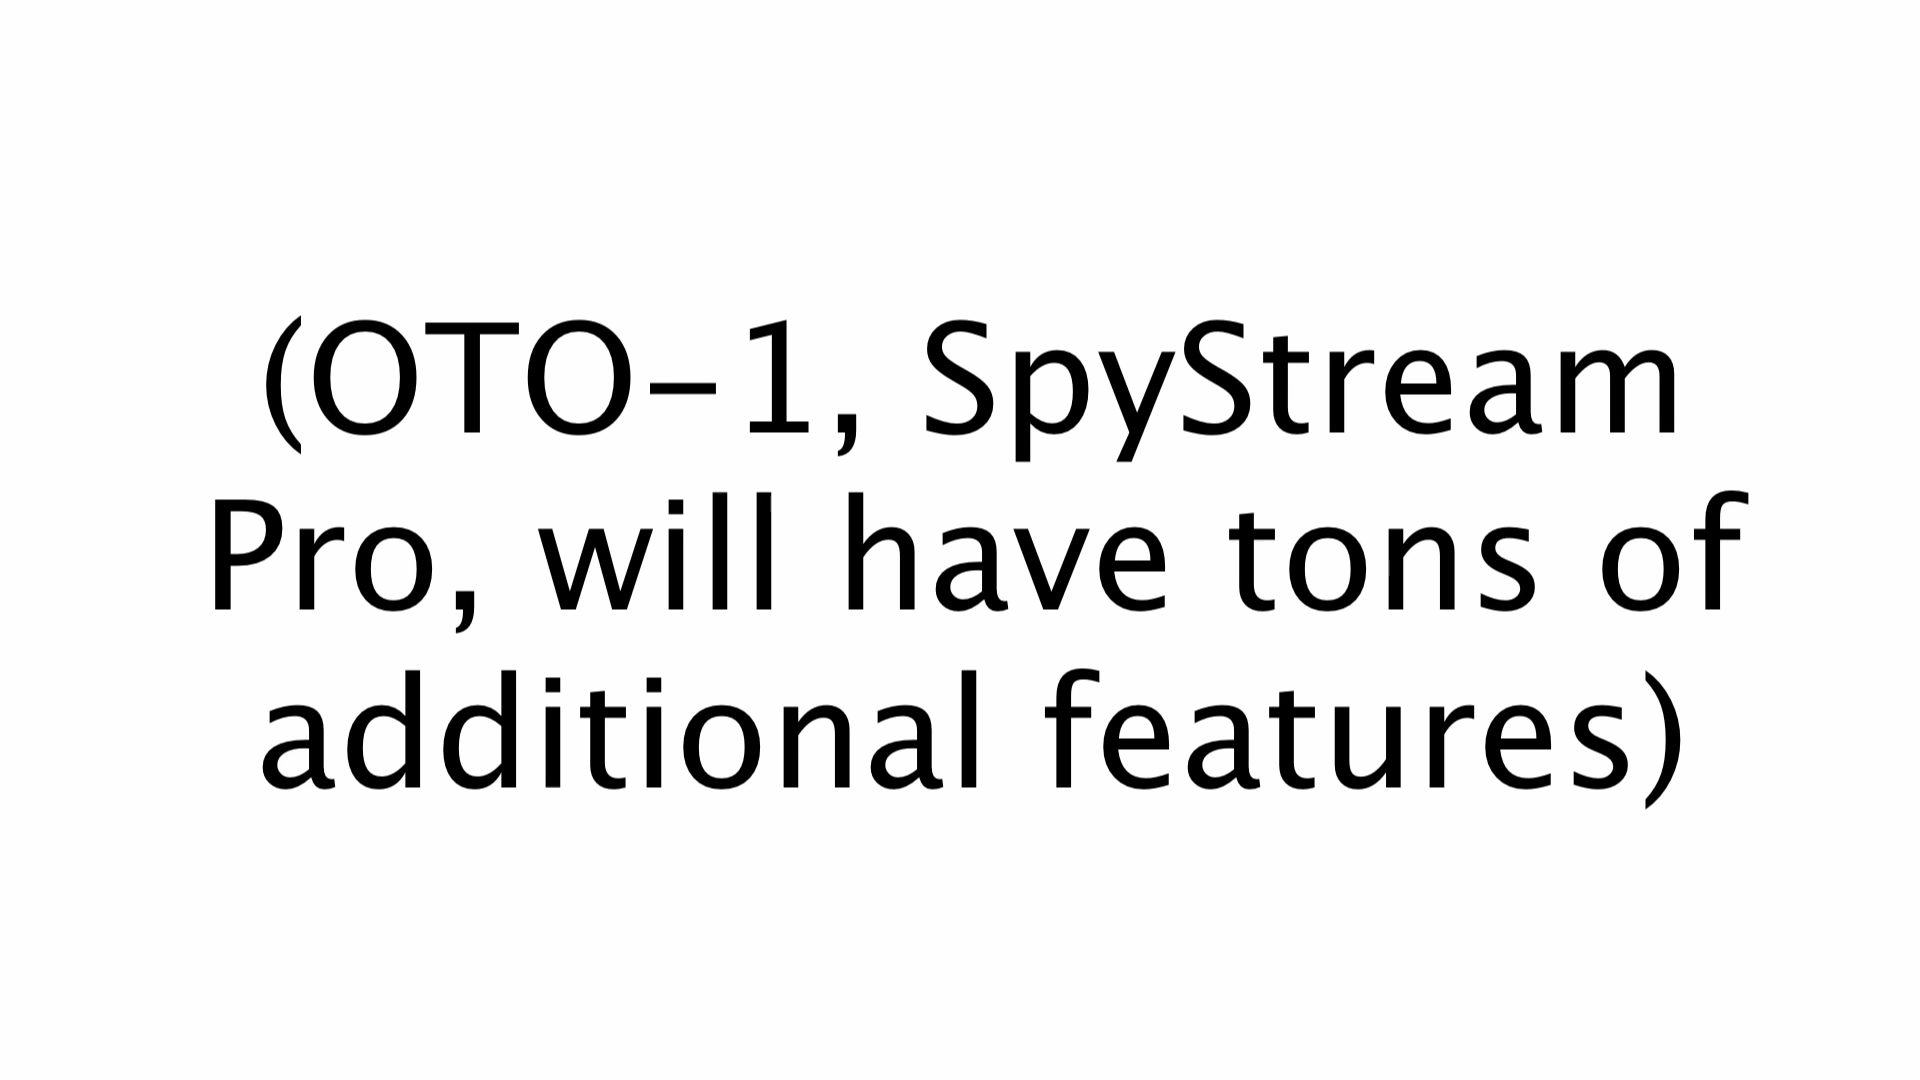 (OTO-1, SpyStream
Pro, will have tons of
additional features)